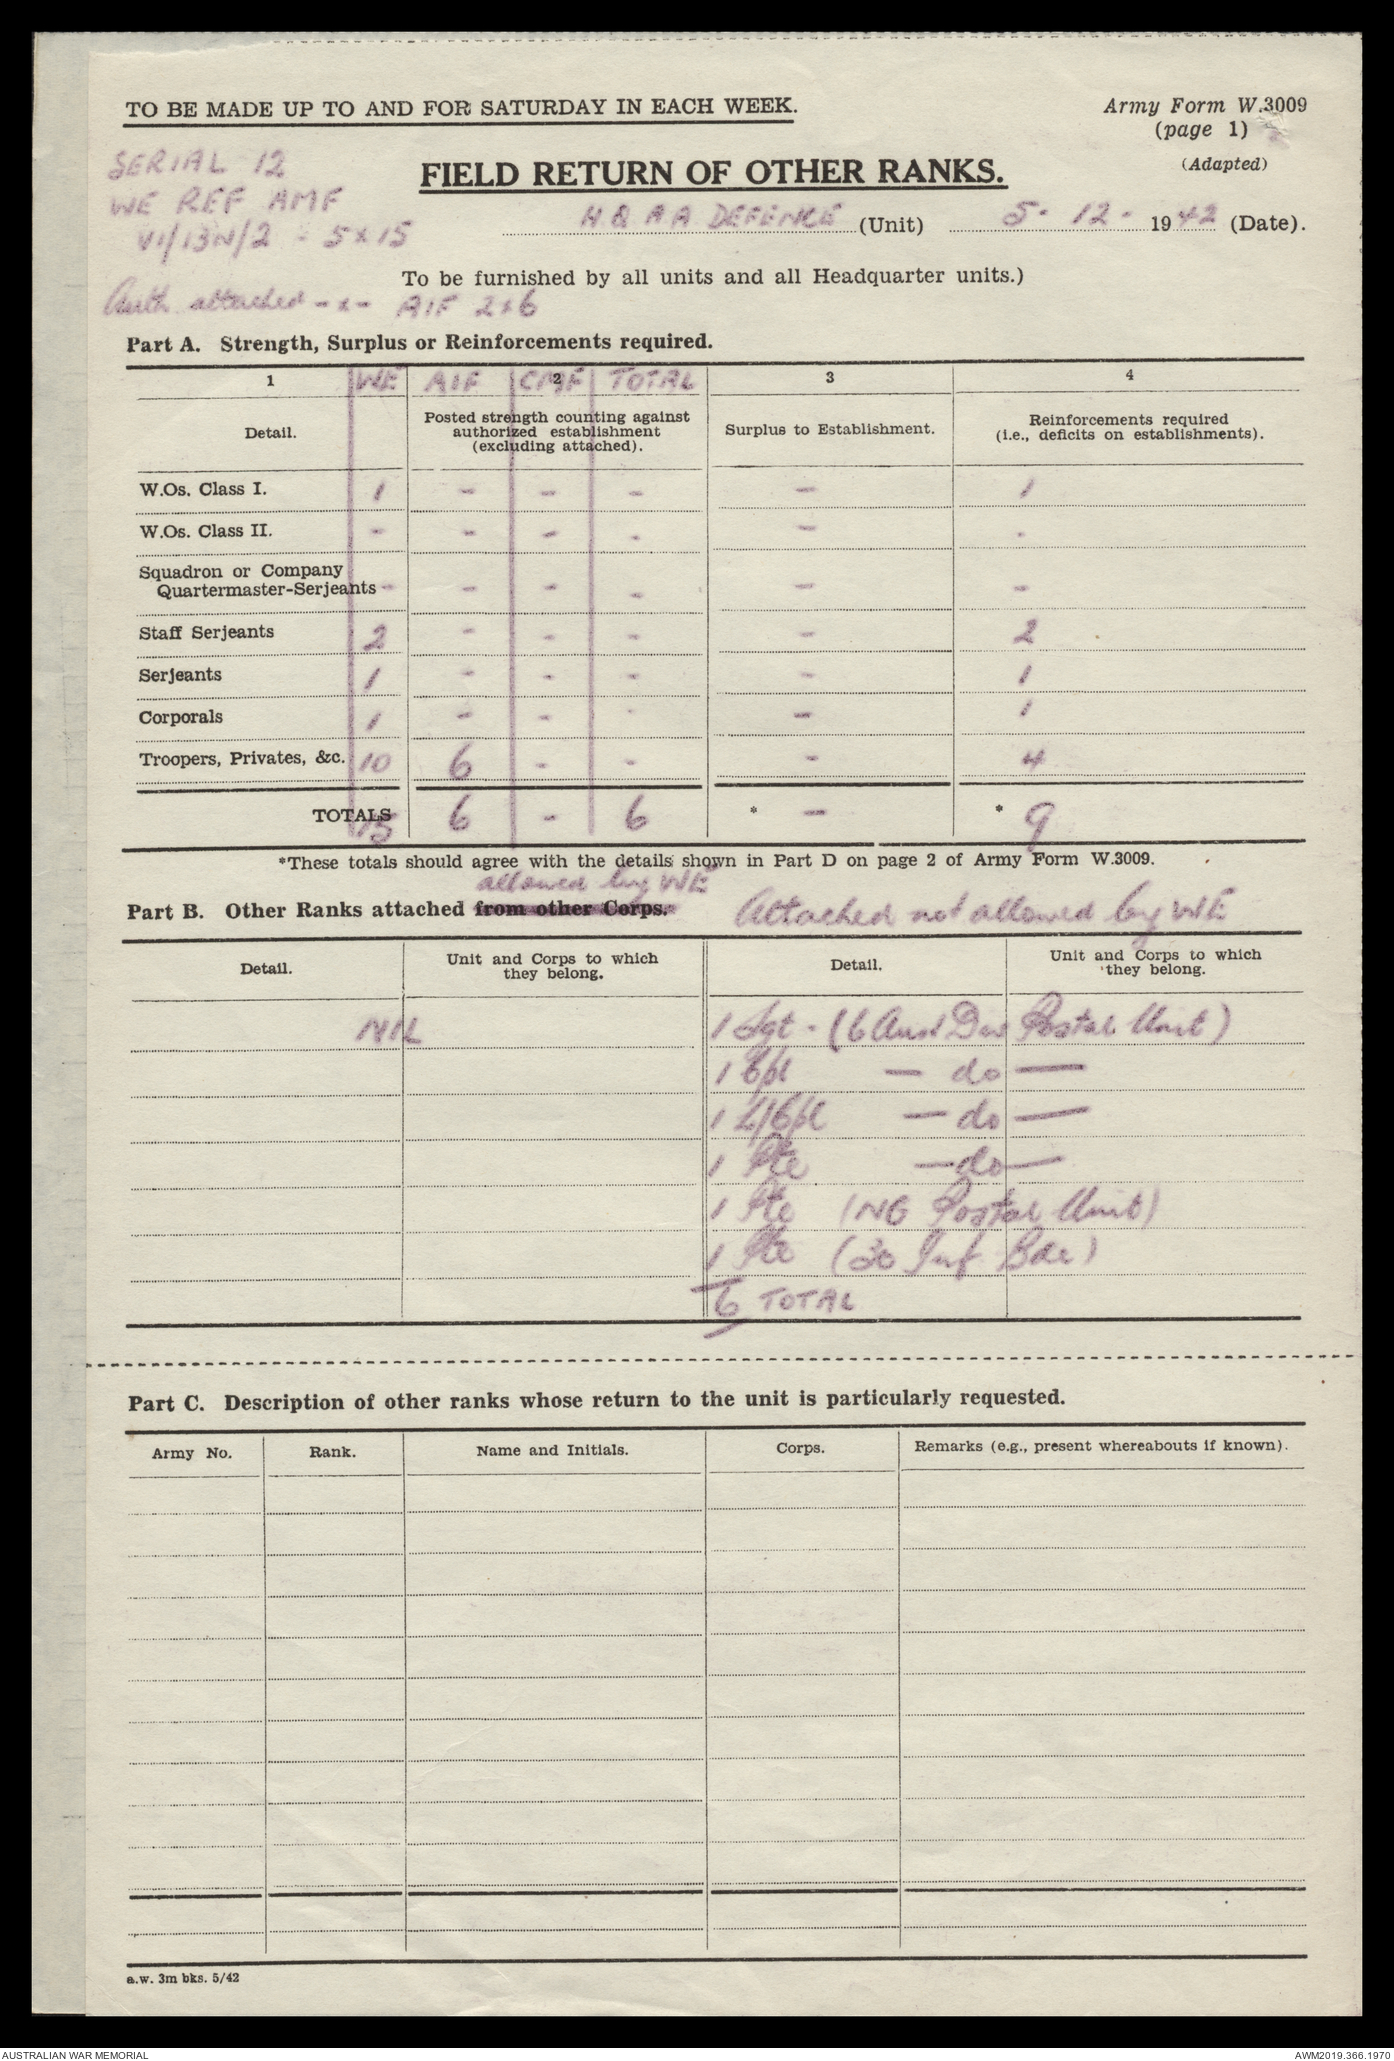 TO BE MADE UP TO AND FOR SATURDAY IN EACH WEEK.
Army Form W.3009
(page 1)
(Adapted)
SERIAL 12
WE REF AMF
VI/13N/2 - 5x15
FIELD RETURN OF OTHER RANKS.
H.Q A A DEFENCE (Unit) 5 - 12 - 1942 (Date).
To be furnished by all units and all Headquarter units.)
Auth attached - x - AIF 2x6
Part A. Strength, Surplus or Reinforcements required.
1 WE AIF CMF 2 TOTAL 3 4
Detail. Posted strength counting against authorized establishment (excluding attached). Surplus to Establishment. Reinforcements required (i.e., deficits on establishments).
W.Os. Class I. 1 - - - - 1
W.Os. Class II. - - - - - -
Squadron or Company
Quartermaster-Serjeants - - - - - -
Staff Serjeants 2 - - - - 2
Serjeants 1 - - - - 1
Corporals 1 - - - - 1
Troopers, Privates, &c. 10 6 - - - 4
TOTALS 15 6 - 6 * - * 9
*These totals should agree with the details shown in Part D on page 2 of Army Form W.3009.
allowed by WE
Part B. Other Ranks attached from other Corps. Attached not allowed by WE
Detail. Unit and Corps to which they belong. Detail. Unit and Corps to which they belong.
NIL 1 Sgt - (6 Aust Div Postal Unit)
1 Cpl — do —
1 L/Cpl — do —
1 Pte — do —
1 Pte (NG Postal Unit)
1 Pte (30 Inf Bde)
6 TOTAL
Part C. Description of other ranks whose return to the unit is particularly requested.
Army No. Rank. Name and Initials. Corps. Remarks (e.g., present whereabouts if known).
a.w. 3m bks. 5/42
AUSTRALIAN WAR MEMORIAL
AWM2019.366.1970